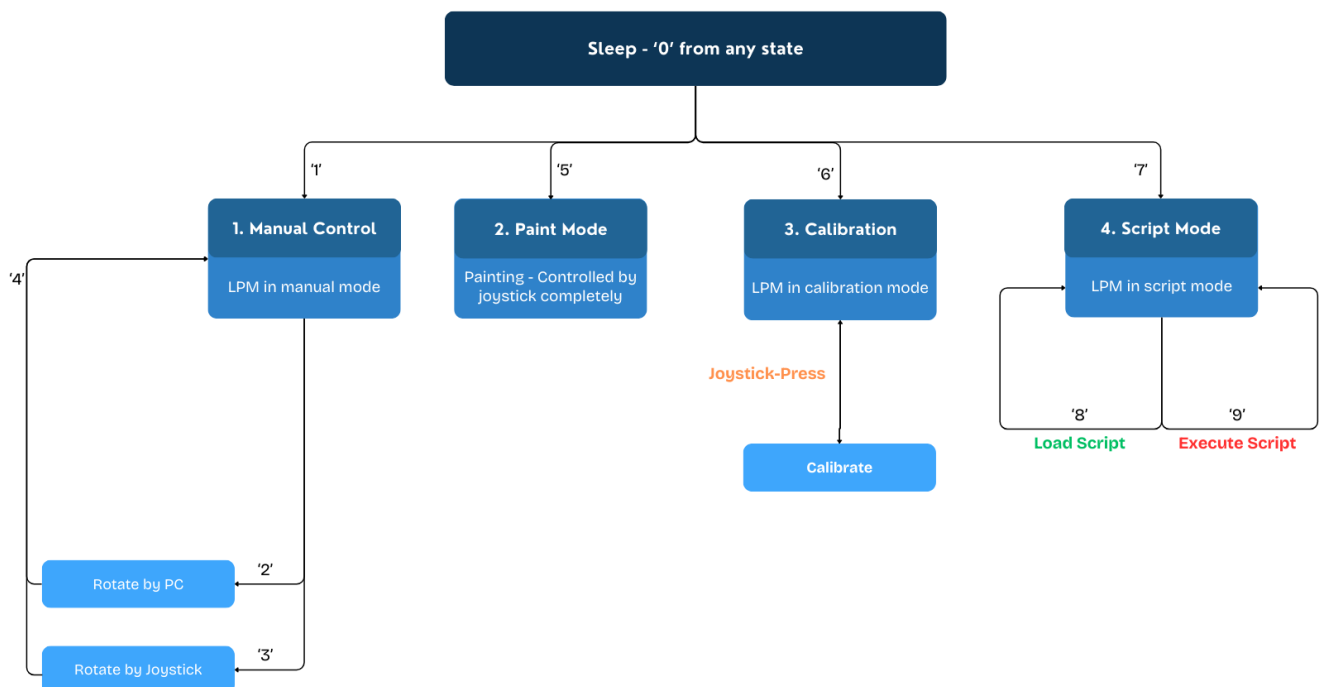 Sleep - ‘0’ from any state
‘1’
‘5’
‘6’
‘7’
1. Manual Control
LPM in manual mode
2. Paint Mode
Painting - Controlled by
joystick completely
3. Calibration
LPM in calibration mode
4. Script Mode
LPM in script mode
‘4’
Joystick-Press
‘8’
Load Script
‘9’
Execute Script
Calibrate
‘2’
Rotate by PC
‘3’
Rotate by Joystick